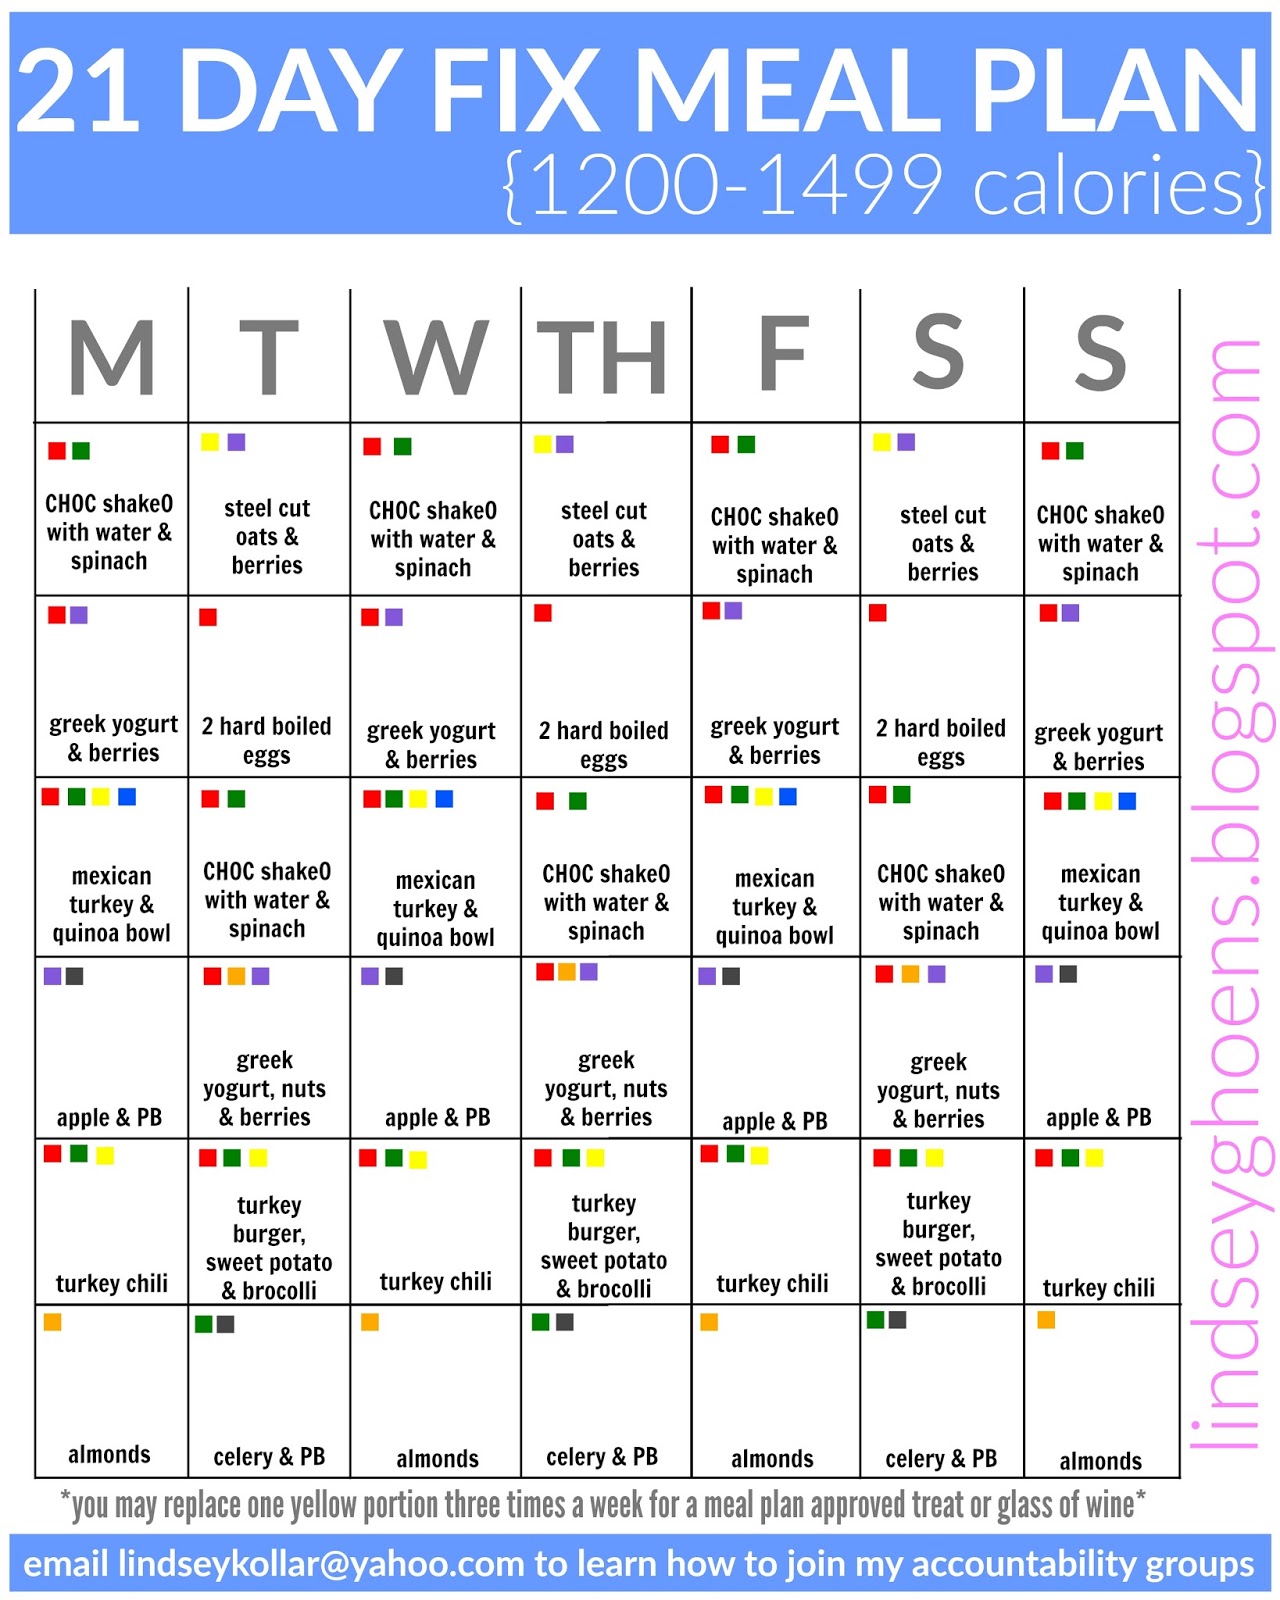 21 DAY FIX MEAL PLAN
{1200-1499 calories}
M T W TH F S S
CHOC shakeO
with water &
spinach
steel cut
oats &
berries
CHOC shakeO
with water &
spinach
steel cut
oats &
berries
CHOC shakeO
with water &
spinach
steel cut
oats &
berries
CHOC shakeO
with water &
spinach
greek yogurt
& berries
2 hard boiled
eggs
greek yogurt
& berries
2 hard boiled
eggs
greek yogurt
& berries
2 hard boiled
eggs
greek yogurt
& berries
mexican
turkey &
quinoa bowl
CHOC shakeO
with water &
spinach
mexican
turkey &
quinoa bowl
CHOC shakeO
with water &
spinach
mexican
turkey &
quinoa bowl
CHOC shakeO
with water &
spinach
mexican
turkey &
quinoa bowl
apple & PB
greek
yogurt, nuts
& berries
apple & PB
greek
yogurt, nuts
& berries
apple & PB
greek
yogurt, nuts
& berries
apple & PB
turkey chili
turkey
burger,
sweet potato
& brocolli
turkey chili
turkey
burger,
sweet potato
& brocolli
turkey chili
turkey
burger,
sweet potato
& brocolli
turkey chili
almonds
celery & PB
almonds
celery & PB
almonds
celery & PB
almonds
lindseyghoens.blogspot.com
*you may replace one yellow portion three times a week for a meal plan approved treat or glass of wine*
email lindseykollar@yahoo.com to learn how to join my accountability groups